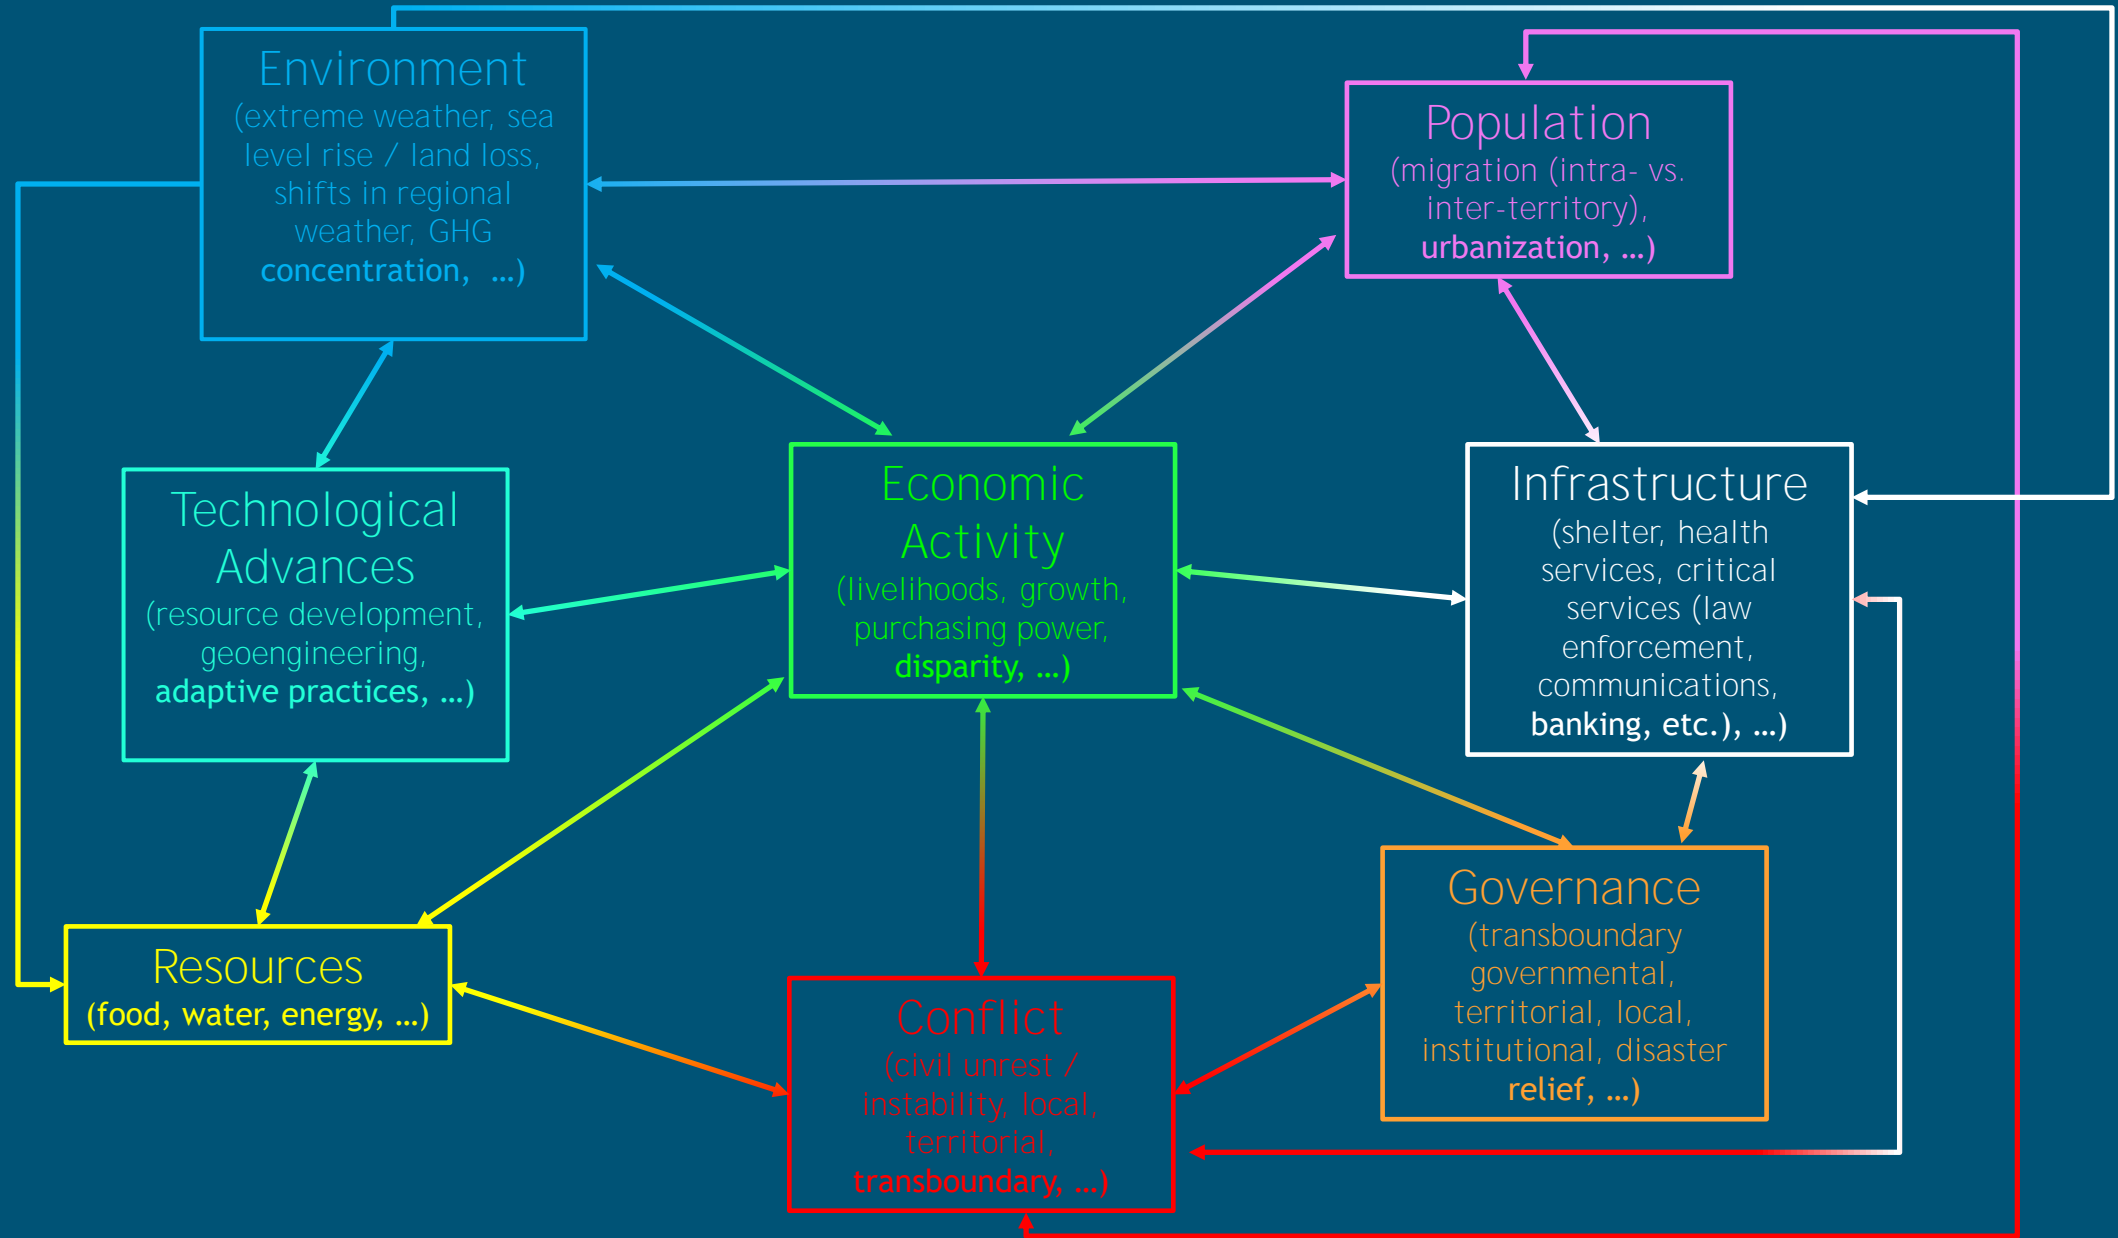 Environment
(extreme weather, sea
level rise / land loss,
shifts in regional
weather, GHG
concentration,  …)
Population
(migration (intra- vs.
inter-territory),
urbanization, …)
Technological
Advances
(resource development,
geoengineering,
adaptive practices, …)
Economic
Activity
(livelihoods, growth,
purchasing power,
disparity, …)
Infrastructure
(shelter, health
services, critical
services (law
enforcement,
communications,
banking, etc.), …)
Resources
(food, water, energy, …)
Conflict
(civil unrest /
instability, local,
territorial,
transboundary, …)
Governance
(transboundary
governmental,
territorial, local,
institutional, disaster
relief, …)